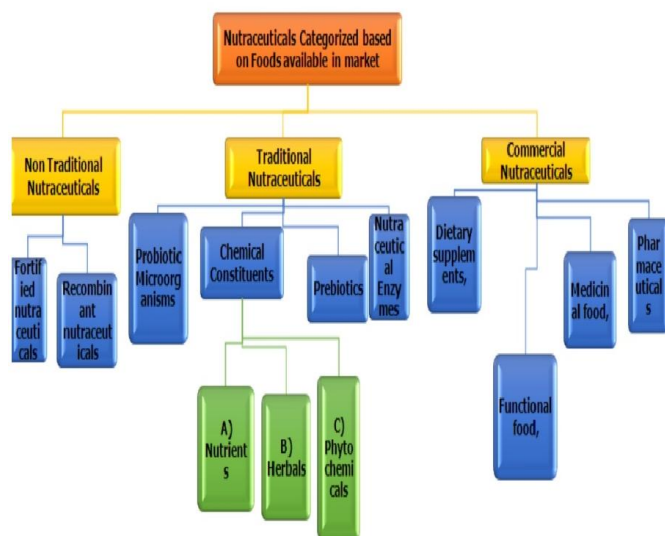 Nutraceuticals Categorized based
on Foods available in market
Non Traditional
Nutraceuticals
Traditional
Nutraceuticals
Commercial
Nutraceuticals
Fortif
ied nutra
ceuti
cals
Recombin
ant
nutraceut
icals
Probiotic
Microorg
anisms
Chemical
Constituents
Prebiotics
Nutra
ceutic
al Enz
ymes
Dietary
supplem
ents,
Functional
food,
Medicin
al food,
Phar
mace
utical
s
A)
Nutrient
s
B)
Herbals
C)
Phyto
chemi
cals